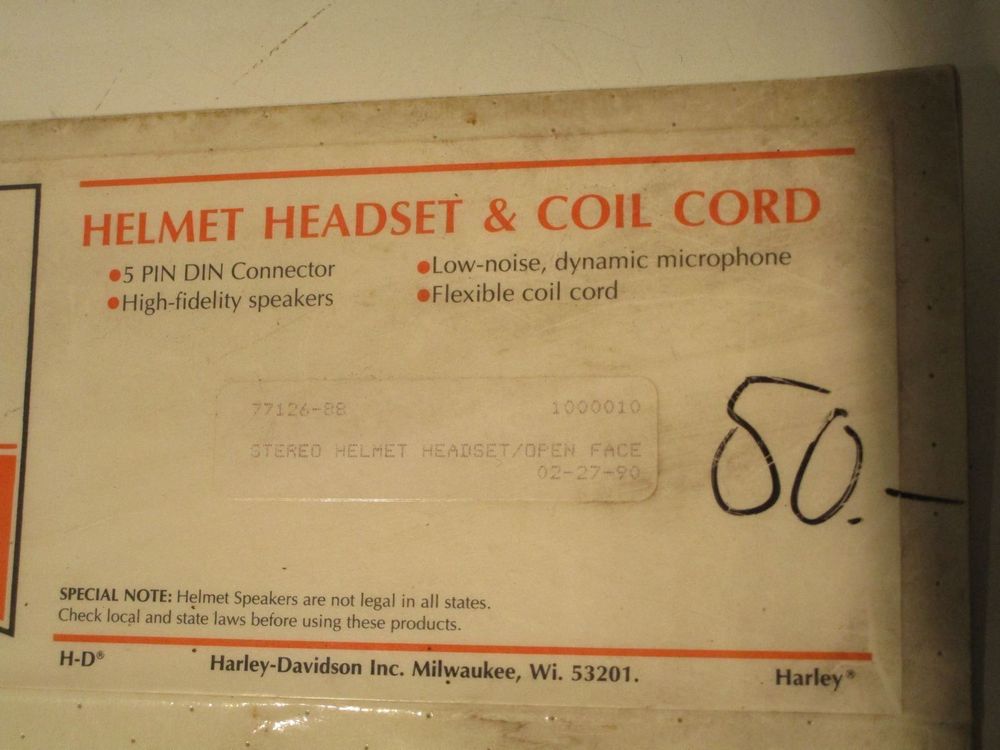 HELMET HEADSET & COIL CORD
●5 PIN DIN Connector ●Low-noise, dynamic microphone
●High-fidelity speakers ●Flexible coil cord
77126-88 1000010
STEREO HELMET HEADSET/OPEN FACE
02-27-90
50.-
SPECIAL NOTE: Helmet Speakers are not legal in all states.
Check local and state laws before using these products.
H-D® Harley-Davidson Inc. Milwaukee, Wi. 53201. Harley®